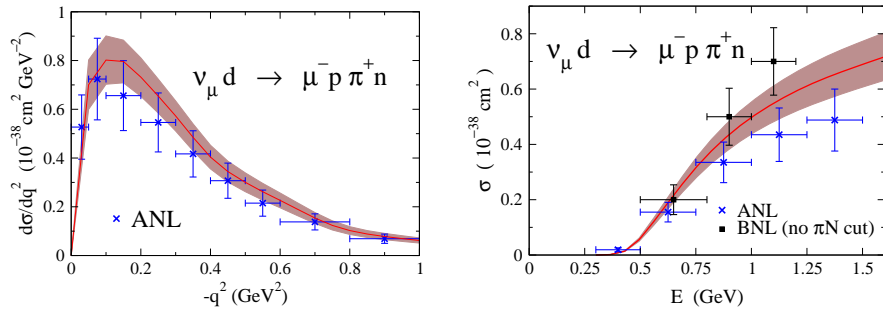 ν_μ d → μ⁻p π⁺n
dσ/dq² (10⁻³⁸ cm² GeV⁻²)
1
0.8
0.6
0.4
0.2
0
× ANL
0 0.2 0.4 0.6 0.8 1
-q² (GeV²)
ν_μ d → μ⁻p π⁺n
σ ( 10⁻³⁸ cm² )
0.8
0.6
0.4
0.2
0
× ANL
BNL (no πN cut)
0 0.25 0.5 0.75 1 1.25 1.5
E (GeV)